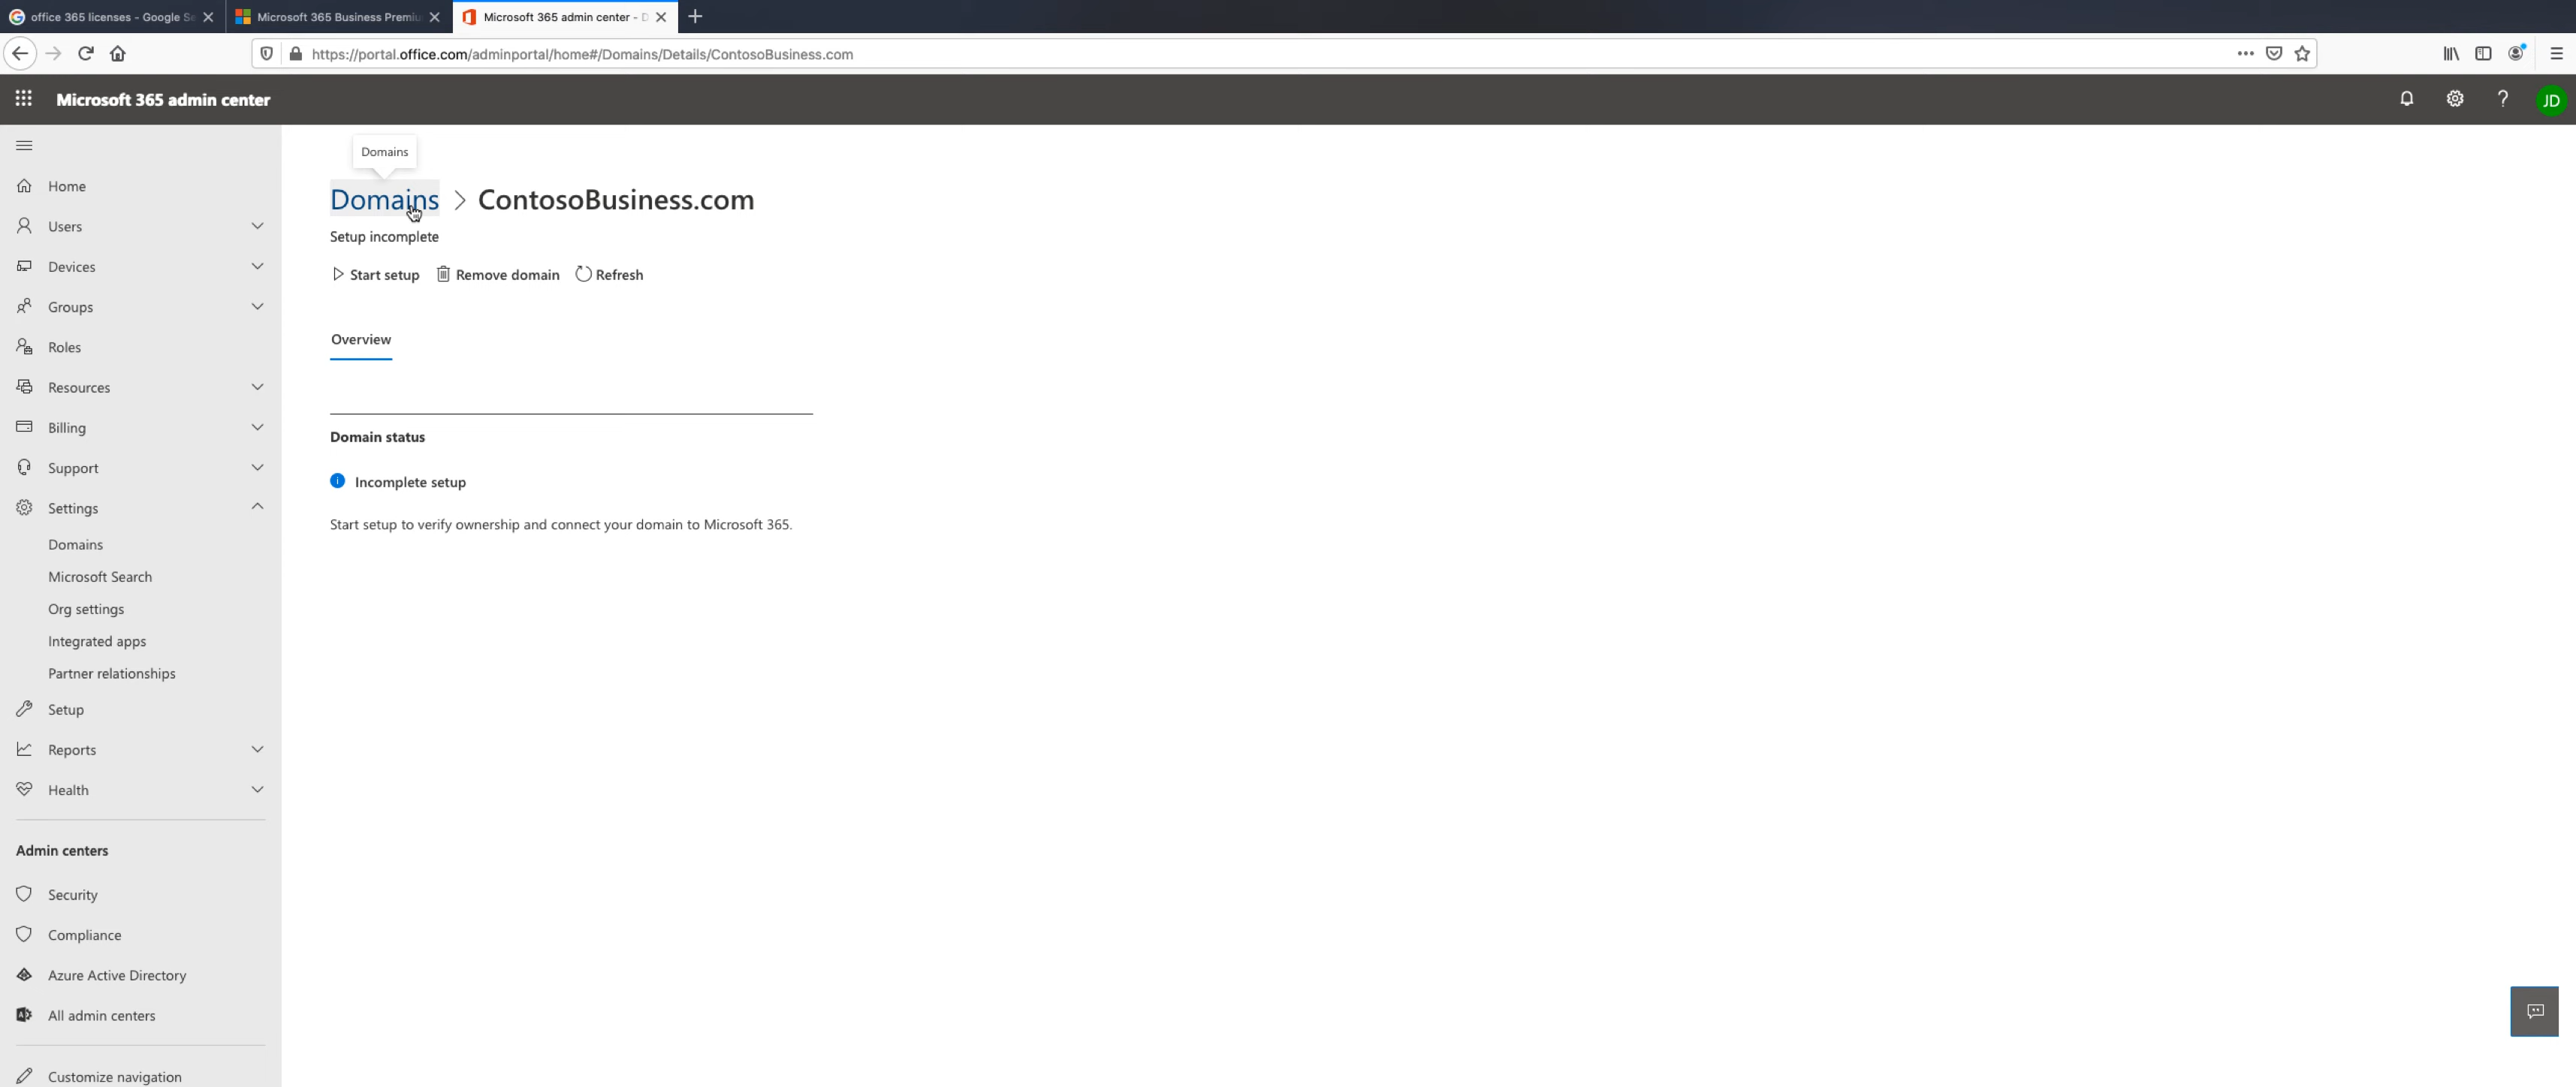 office 365 licenses - Google Se
Microsoft 365 Business Premiu
Microsoft 365 admin center - D
https://portal.office.com/adminportal/home#/Domains/Details/ContosoBusiness.com
Microsoft 365 admin center
JD
Home
Users
Devices
Groups
Roles
Resources
Billing
Support
Settings
Domains
Microsoft Search
Org settings
Integrated apps
Partner relationships
Setup
Reports
Health
Admin centers
Security
Compliance
Azure Active Directory
All admin centers
Customize navigation
Domains
Domains > ContosoBusiness.com
Setup incomplete
Start setup Remove domain Refresh
Overview
Domain status
Incomplete setup
Start setup to verify ownership and connect your domain to Microsoft 365.